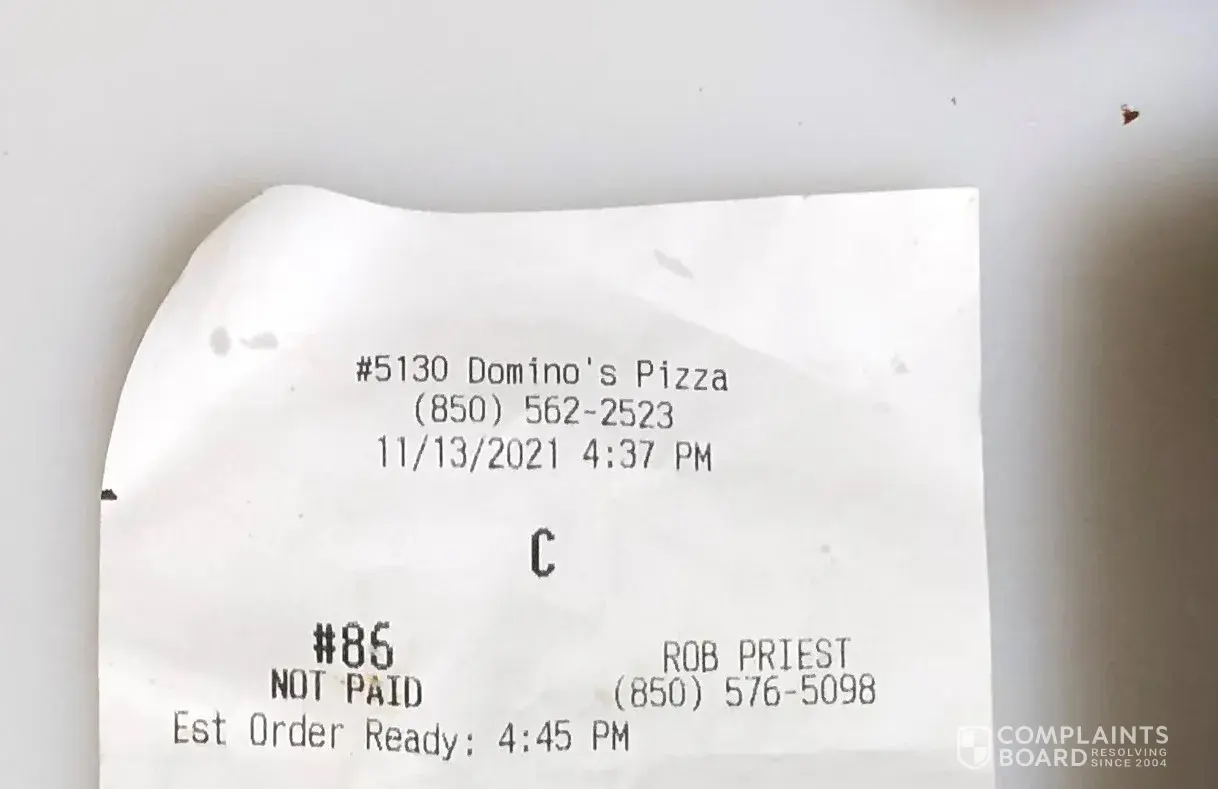 #5130 Domino's Pizza
(850) 562-2523
11/13/2021 4:37 PM
C
#86
NOT PAID
ROB PRIEST
(850) 576-5098
Est Order Ready: 4:45 PM
COMPLAINTS
BOARD RESOLVING
SINCE 2004